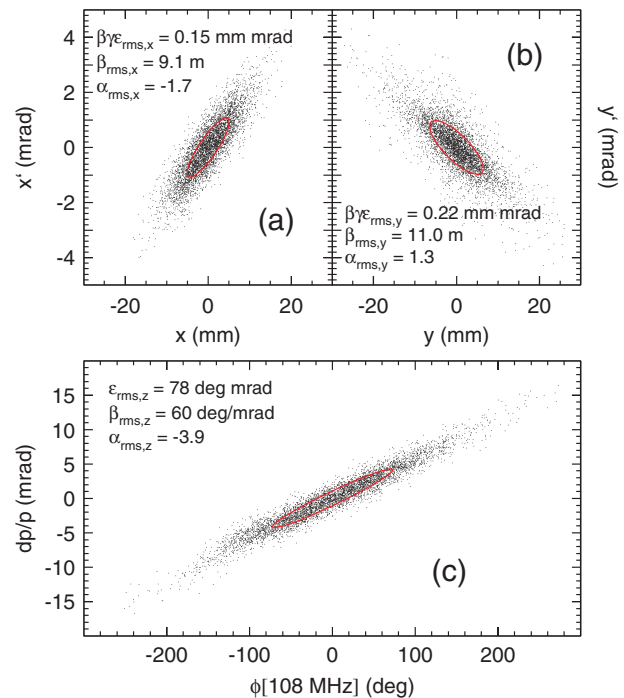 βγε_rms,x = 0.15 mm mrad
β_rms,x = 9.1 m
α_rms,x = -1.7
(a)
(b)
βγε_rms,y = 0.22 mm mrad
β_rms,y = 11.0 m
α_rms,y = 1.3
4
2
0
-2
-4
x‘ (mrad)
y‘ (mrad)
-20 0 20
-20 0 20
x (mm)
y (mm)
ε_rms,z = 78 deg mrad
β_rms,z = 60 deg/mrad
α_rms,z = -3.9
(c)
15
10
5
0
-5
-10
-15
dp/p (mrad)
-200 -100 0 100 200
ϕ[108 MHz] (deg)